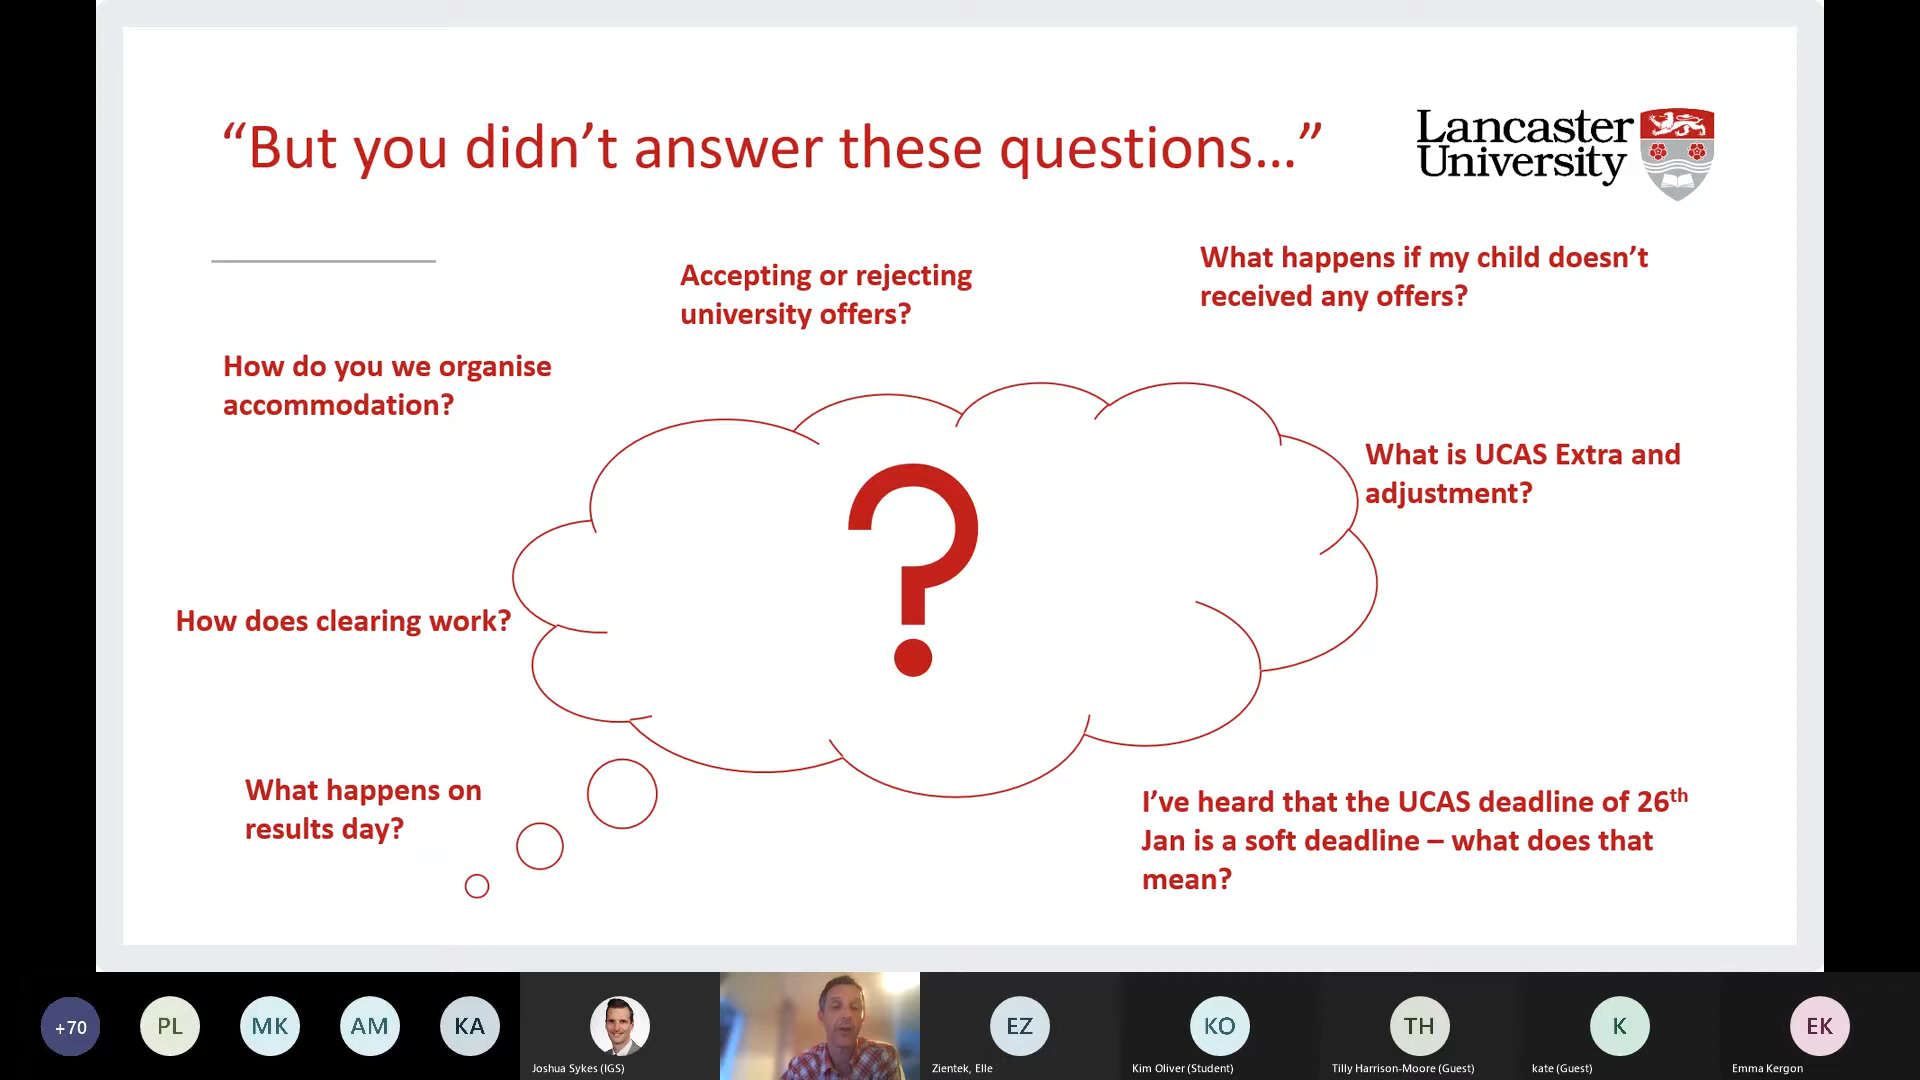 “But you didn’t answer these questions...”
Lancaster
University
Accepting or rejecting
university offers?
What happens if my child doesn’t
received any offers?
How do you we organise
accommodation?
What is UCAS Extra and
adjustment?
How does clearing work?
What happens on
results day?
I’ve heard that the UCAS deadline of 26th
Jan is a soft deadline – what does that
mean?
?
+70
PL
MK
AM
KA
EZ
KO
TH
K
EK
Joshua Sykes (IGS)
Zientek, Elle
Kim Oliver (Student)
Tilly Harrison-Moore (Guest)
kate (Guest)
Emma Kergon